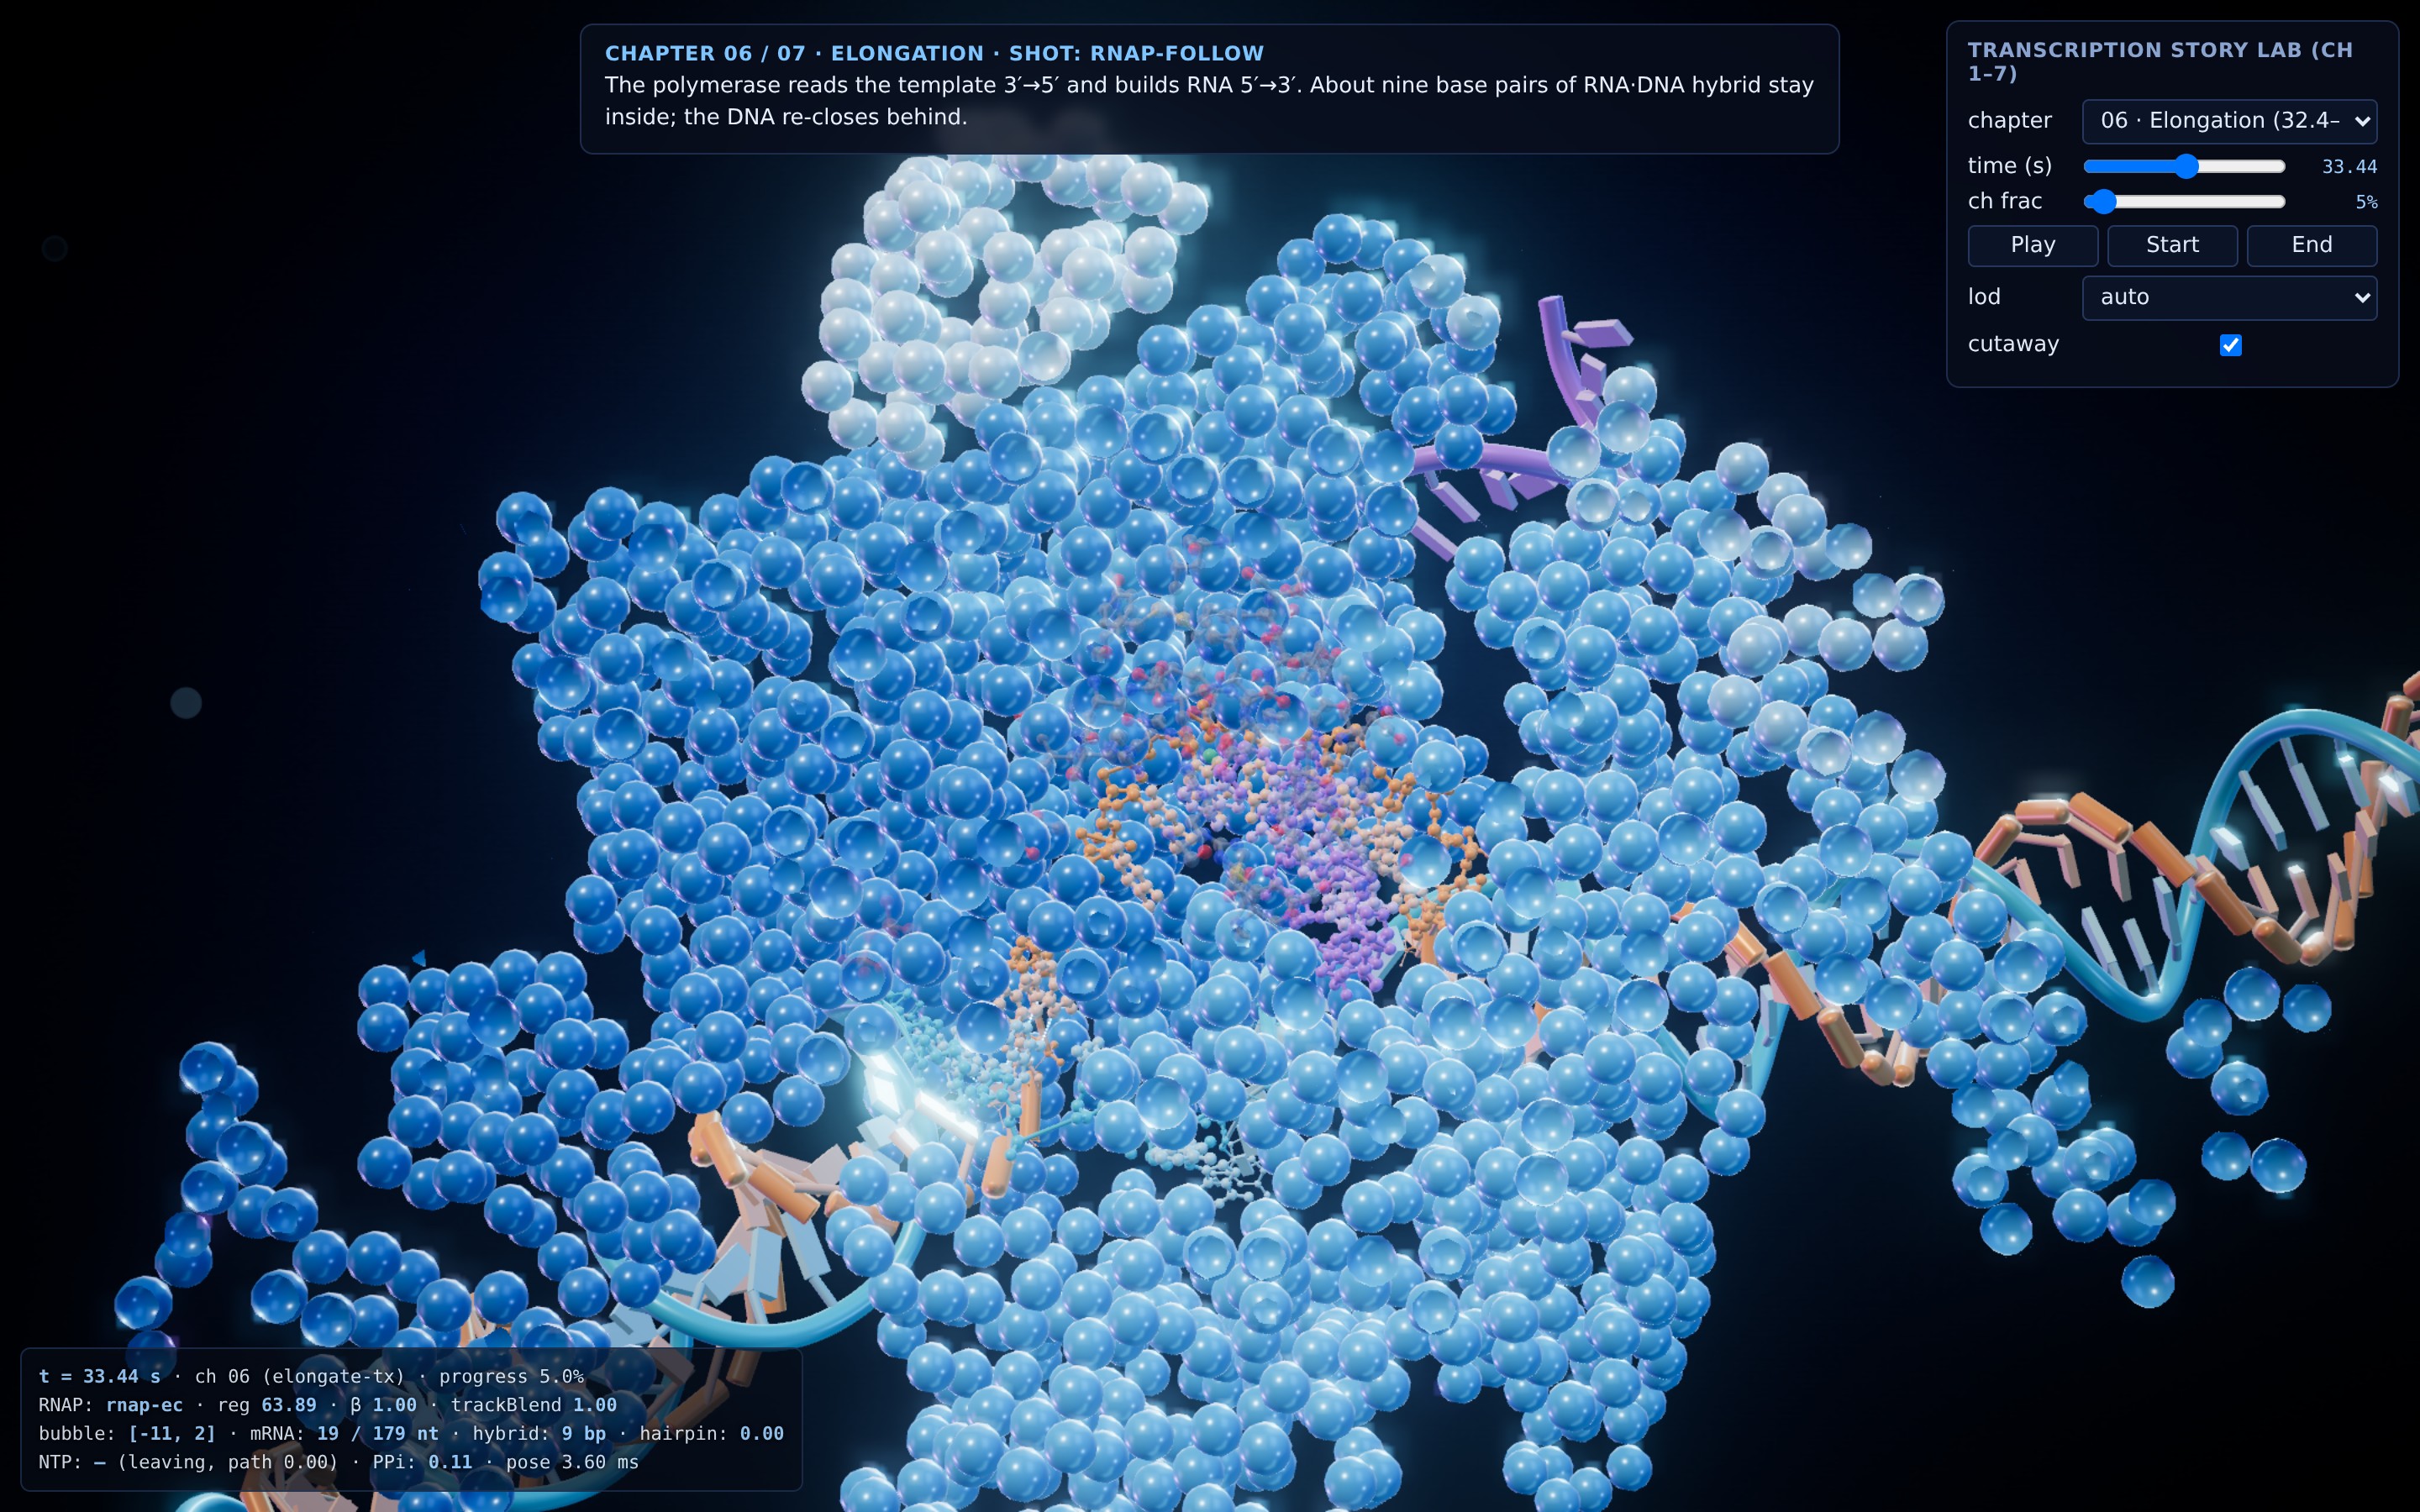 CHAPTER 06 / 07 · ELONGATION · SHOT: RNAP-FOLLOW
The polymerase reads the template 3′→5′ and builds RNA 5′→3′. About nine base pairs of RNA·DNA hybrid stay
inside; the DNA re-closes behind.
TRANSCRIPTION STORY LAB (CH
1–7)
chapter 06 · Elongation (32.4–
time (s) 33.44
ch frac 5%
Play Start End
lod auto
cutaway
t = 33.44 s · ch 06 (elongate-tx) · progress 5.0%
RNAP: rnap-ec · reg 63.89 · β 1.00 · trackBlend 1.00
bubble: [-11, 2] · mRNA: 19 / 179 nt · hybrid: 9 bp · hairpin: 0.00
NTP: — (leaving, path 0.00) · PPi: 0.11 · pose 3.60 ms